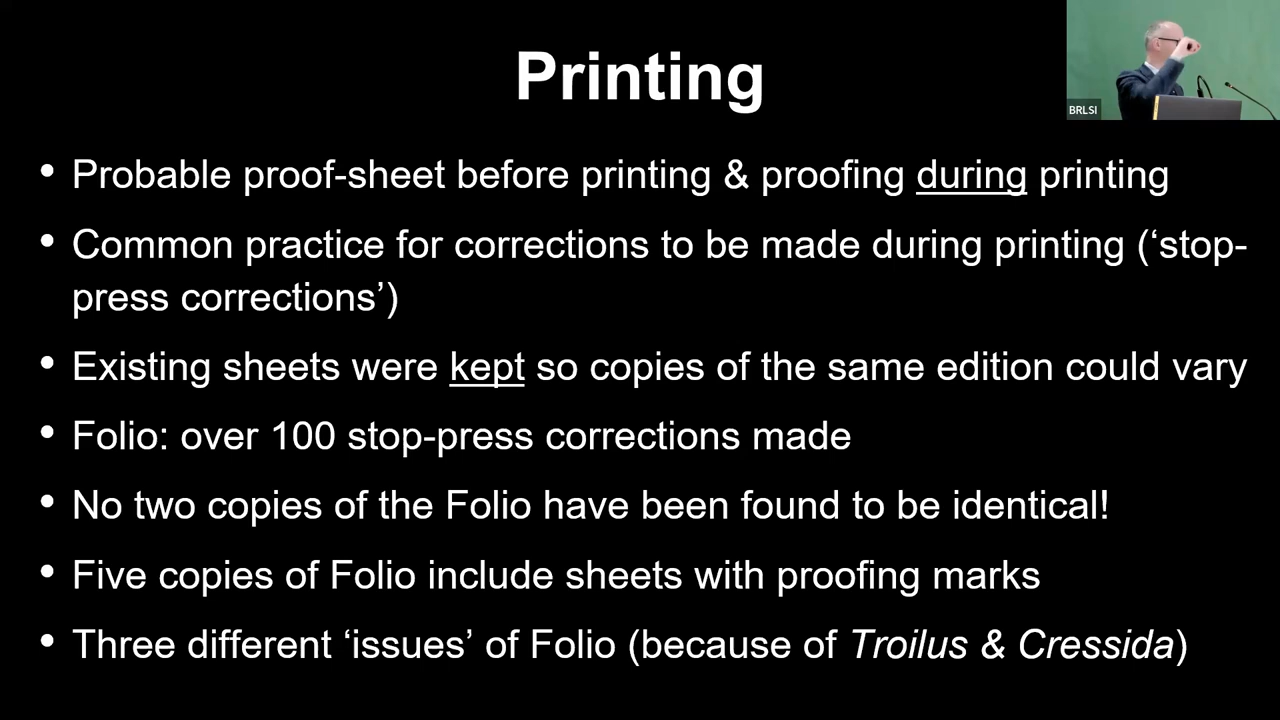 Printing
BRLSI
• Probable proof-sheet before printing & proofing during printing
• Common practice for corrections to be made during printing (‘stop-
press corrections’)
• Existing sheets were kept so copies of the same edition could vary
• Folio: over 100 stop-press corrections made
• No two copies of the Folio have been found to be identical!
• Five copies of Folio include sheets with proofing marks
• Three different ‘issues’ of Folio (because of Troilus & Cressida)